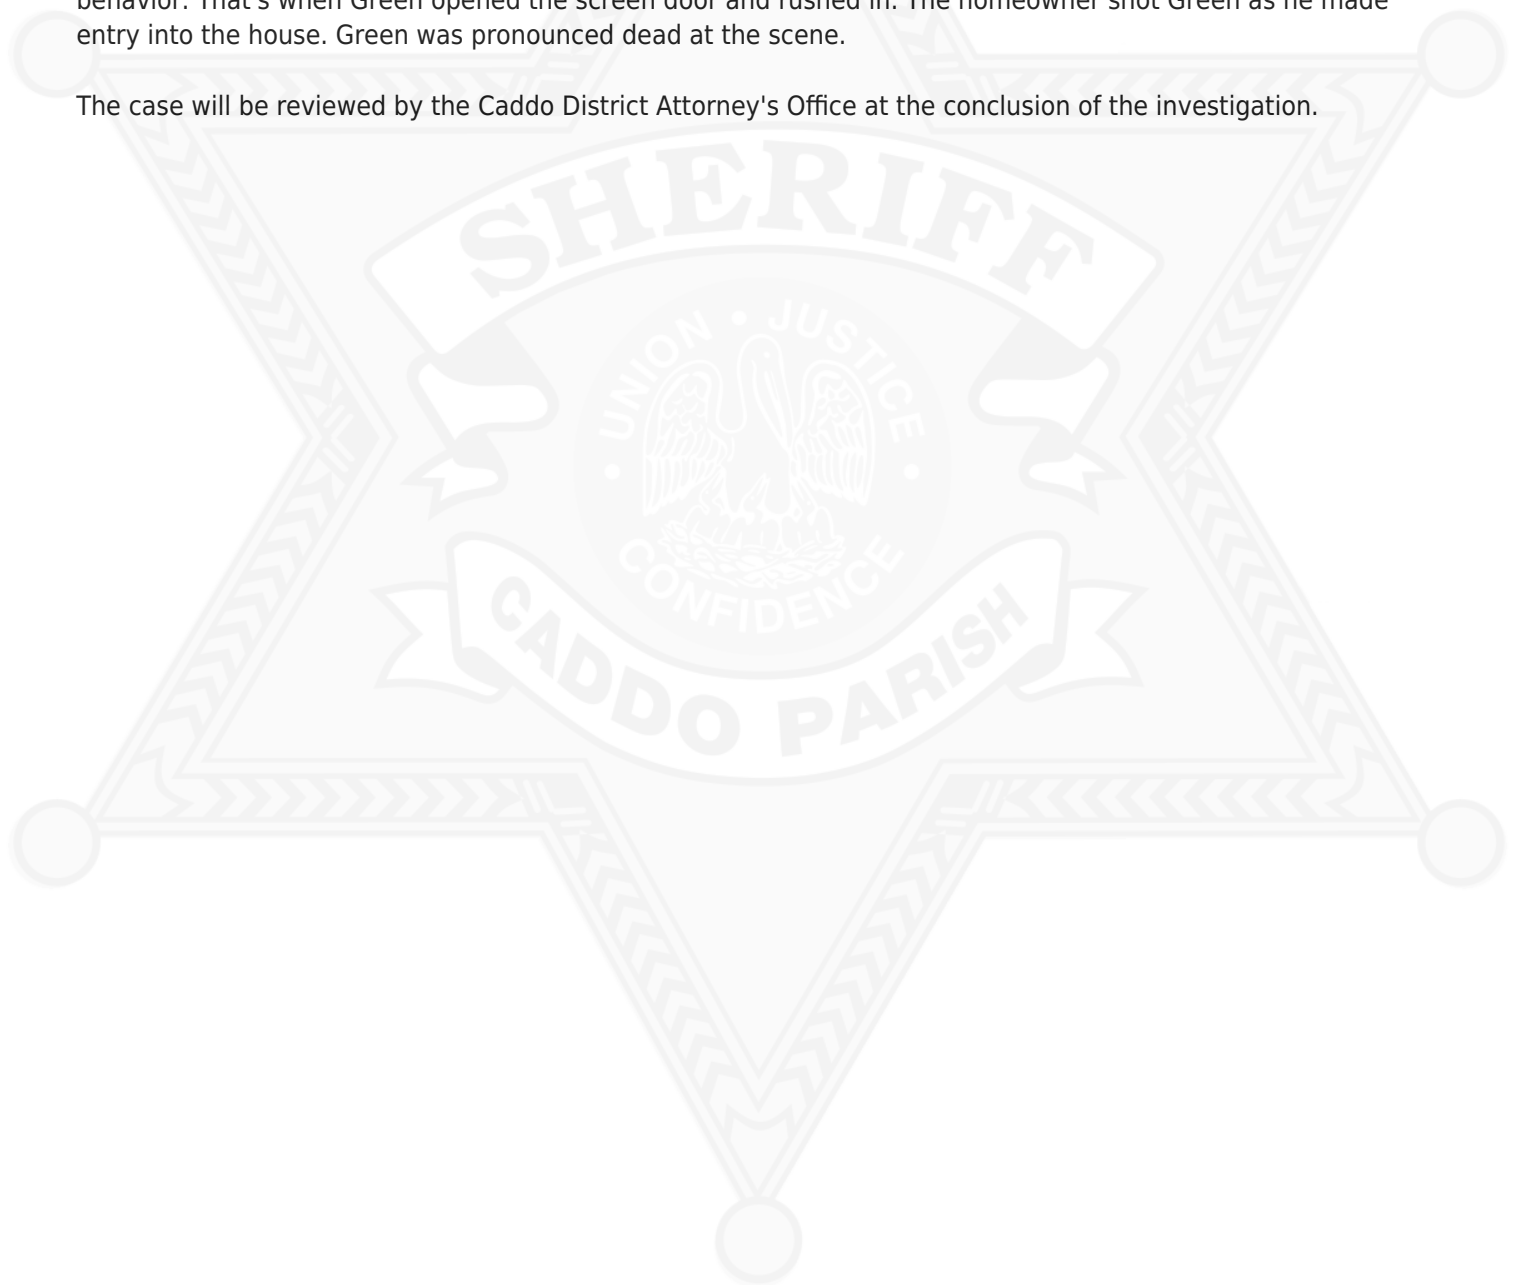 behavior. That's when Green opened the screen door and rushed in. The homeowner shot Green as he made
entry into the house. Green was pronounced dead at the scene.
The case will be reviewed by the Caddo District Attorney's Office at the conclusion of the investigation.
SHERIFF
UNION • JUSTICE
• CONFIDENCE •
CADDO PARISH